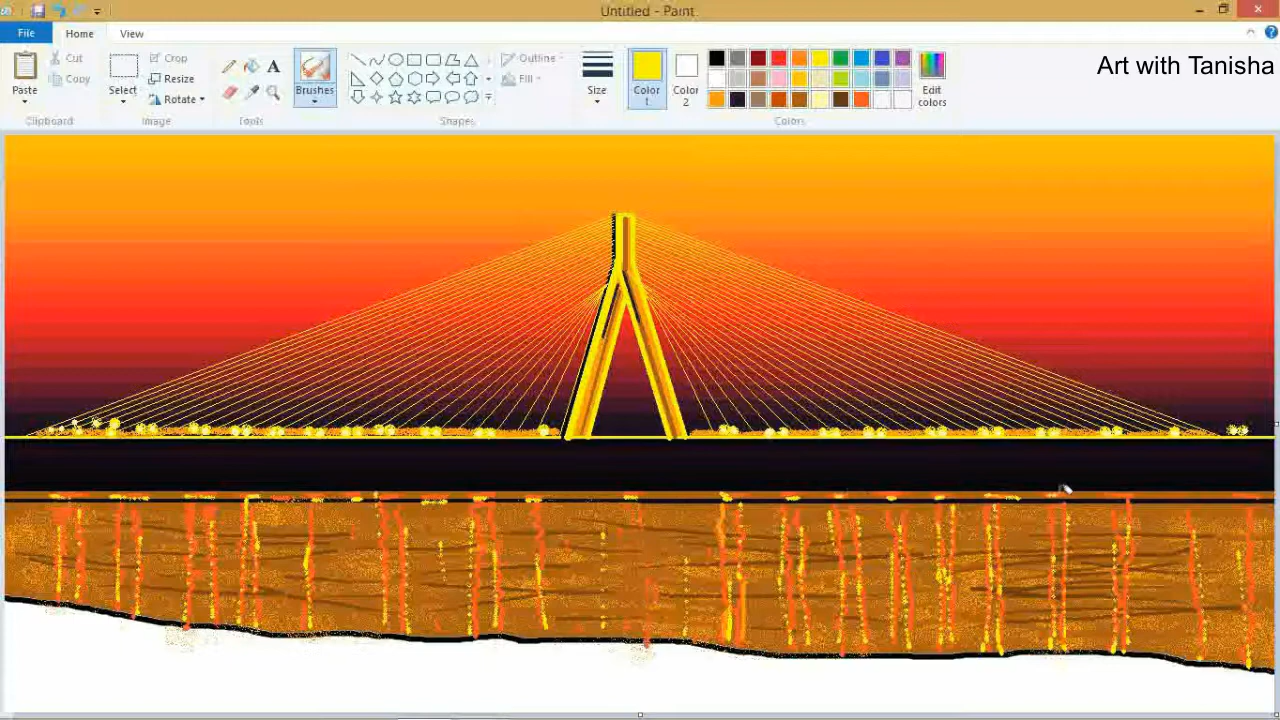 Untitled - Paint
File Home View
Art with Tanisha
Paste
Cut
Copy
Clipboard
Select
Crop
Resize
Rotate
Image
Tools
Brushes
Shapes
Outline
Fill
Size
Color 1
Color 2
Colors
Edit colors